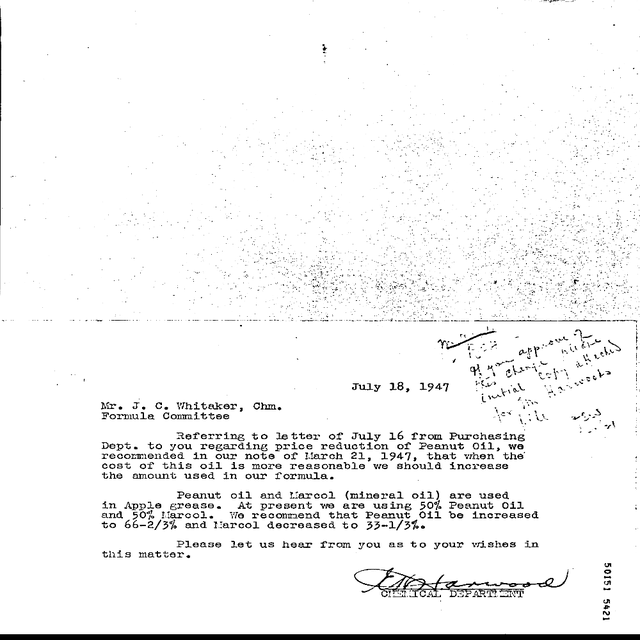 If you approve of
this change please
initial copy attached
for Mr. Harwood's
file
July 18, 1947
Mr. J. C. Whitaker, Chm.
Formula Committee
Referring to letter of July 16 from Purchasing
Dept. to you regarding price reduction of Peanut Oil, we
recommended in our note of March 21, 1947, that when the
cost of this oil is more reasonable we should increase
the amount used in our formula.
Peanut oil and Marcol (mineral oil) are used
in Apple grease. At present we are using 50% Peanut Oil
and 50% Marcol. We recommend that Peanut Oil be increased
to 66-2/3% and Marcol decreased to 33-1/3%.
Please let us hear from you as to your wishes in
this matter.
Harwood
CHEMICAL DEPARTMENT
50151 5421